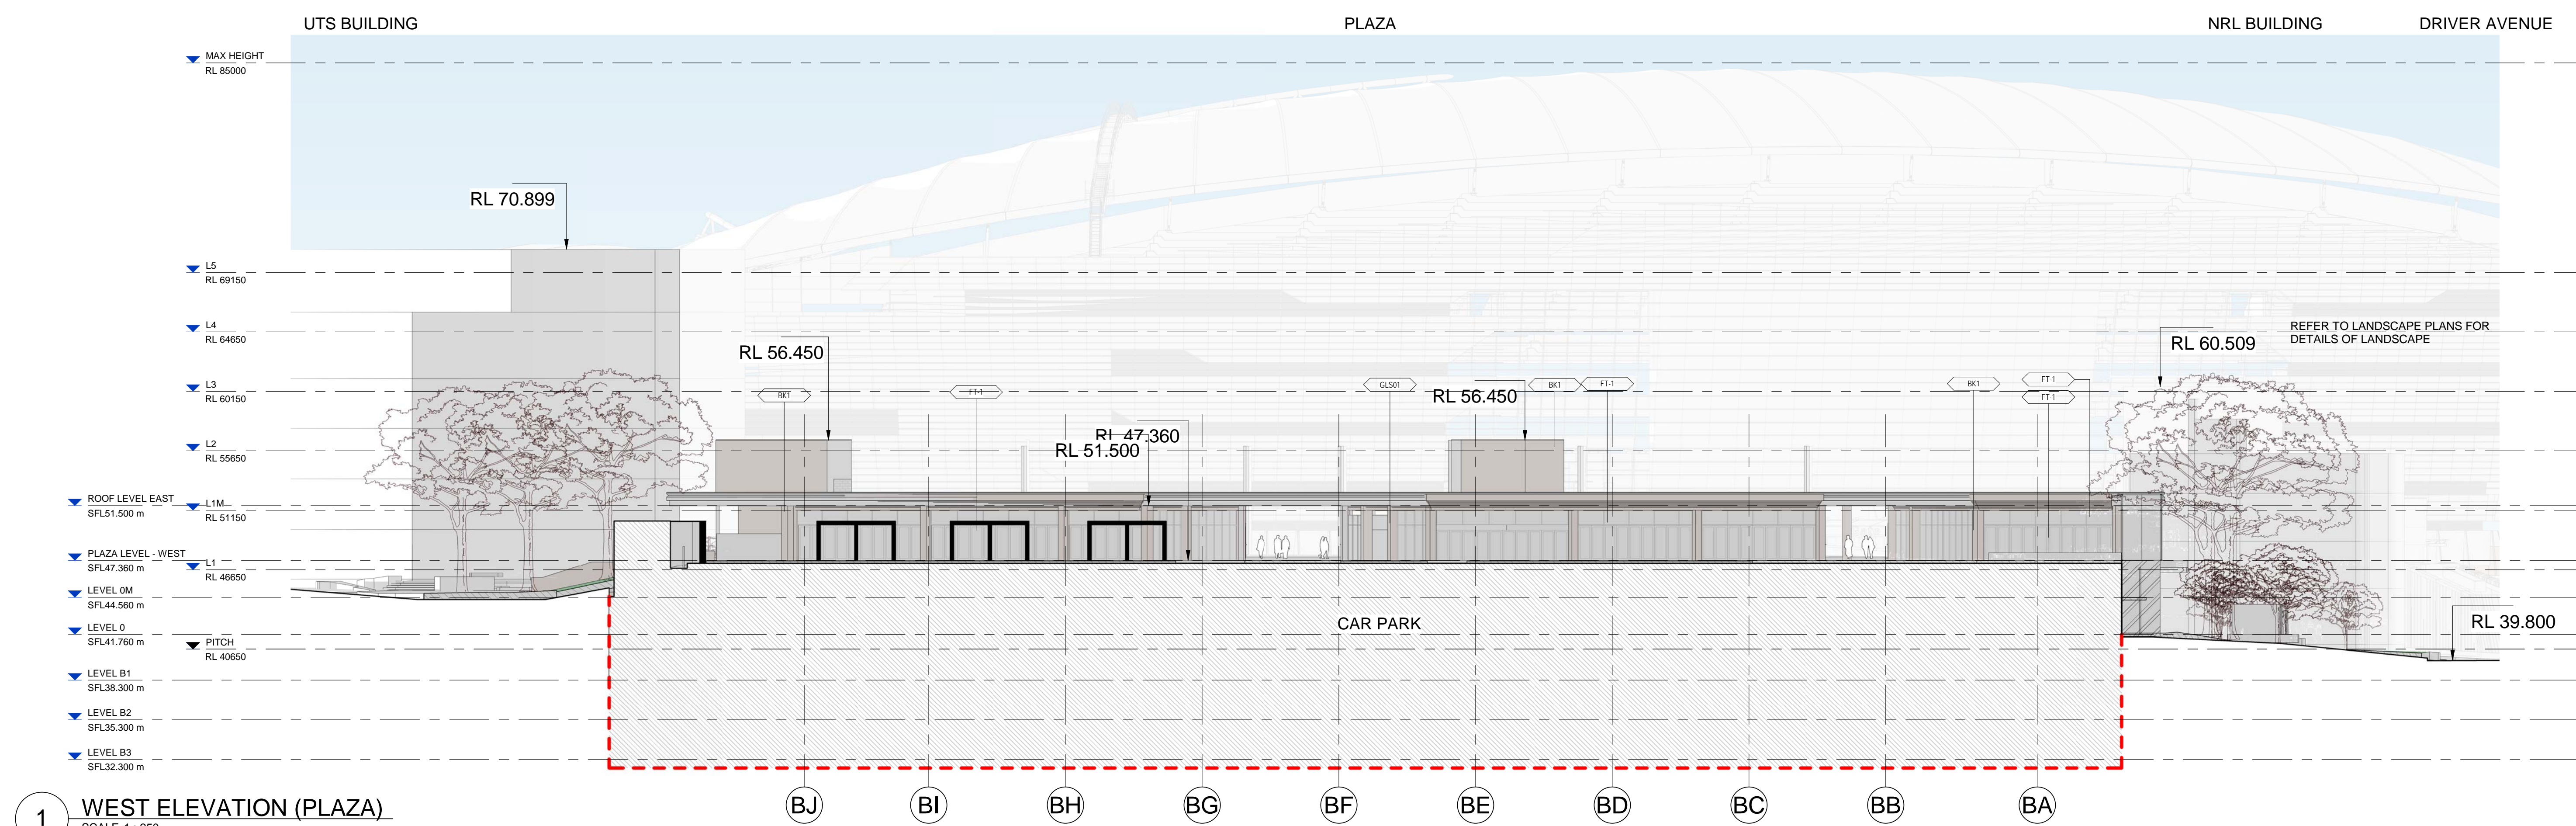 UTS BUILDING
PLAZA
NRL BUILDING
DRIVER AVENUE
MAX HEIGHT
RL 85000
RL 70.899
L5
RL 69150
L4
RL 64650
REFER TO LANDSCAPE PLANS FOR
DETAILS OF LANDSCAPE
RL 60.509
RL 56.450
L3
RL 60150
BK1
FT-1
GLS01
RL 56.450
BK1
FT-1
BK1
FT-1
FT-1
L2
RL 55650
RL 47.360
RL 51.500
ROOF LEVEL EAST
SFL51.500 m
L1M
RL 51150
PLAZA LEVEL - WEST
SFL47.360 m
L1
RL 46650
LEVEL 0M
SFL44.560 m
LEVEL 0
SFL41.760 m
PITCH
RL 40650
CAR PARK
RL 39.800
LEVEL B1
SFL38.300 m
LEVEL B2
SFL35.300 m
LEVEL B3
SFL32.300 m
BJ
BI
BH
BG
BF
BE
BD
BC
BB
BA
1
WEST ELEVATION (PLAZA)